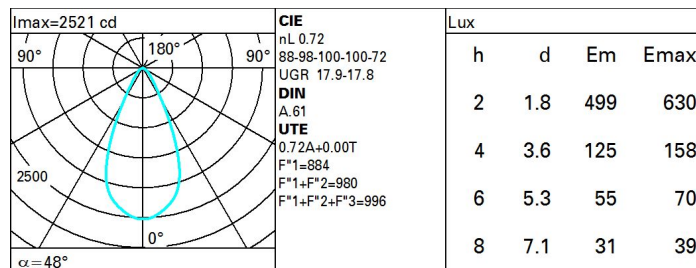 Imax=2521 cd
90° 180° 90°
2500
0°
α=48°
CIE
nL 0.72
88-98-100-100-72
UGR 17.9-17.8
DIN
A.61
UTE
0.72A+0.00T
F"1=884
F"1+F"2=980
F"1+F"2+F"3=996
Lux
h d Em Emax
2 1.8 499 630
4 3.6 125 158
6 5.3 55 70
8 7.1 31 39